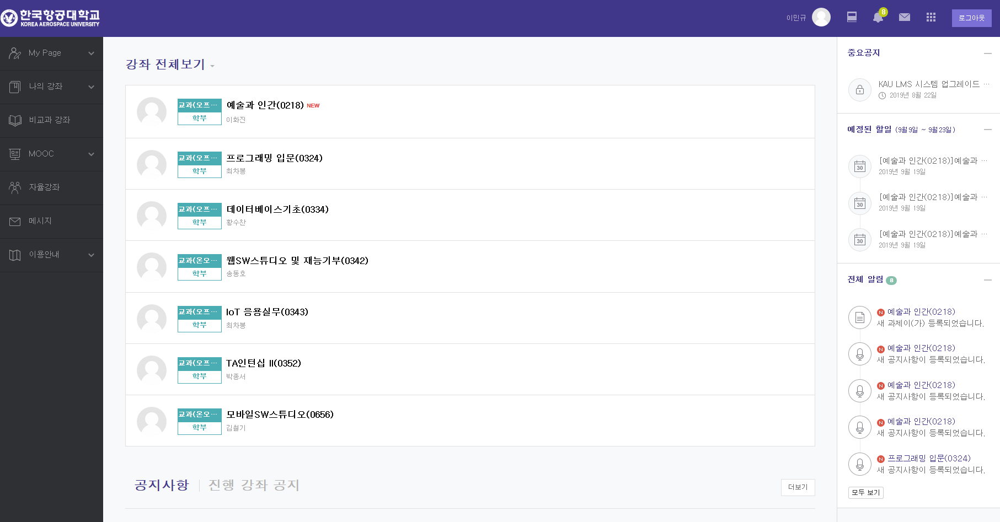 한국항공대학교
KOREA AEROSPACE UNIVERSITY
이민규
8
로그아웃
My Page
나의 강좌
비교과 강좌
MOOC
자율강좌
메시지
이용안내
강좌 전체보기
교과(오프…
학부
예술과 인간(0218) NEW
이화진
교과(오프…
학부
프로그래밍 입문(0324)
최차봉
교과(오프…
학부
데이터베이스기초(0334)
황수찬
교과(온오…
학부
웹SW스튜디오 및 재능기부(0342)
송동호
교과(오프…
학부
IoT 응용실무(0343)
최차봉
교과(오프…
학부
TA인턴십 II(0352)
박종서
교과(온오…
학부
모바일SW스튜디오(0656)
김철기
공지사항
진행 강좌 공지
더보기
중요공지
KAU LMS 시스템 업그레이드 …
2019년 8월 22일
예정된 할일 (9월9일 ~ 9월23일)
30
[예술과 인간(0218)]예술과 …
2019년 9월 19일
30
[예술과 인간(0218)]예술과 …
2019년 9월 19일
30
[예술과 인간(0218)]예술과 …
2019년 9월 19일
전체 알림 8
N 예술과 인간(0218)
새 과제이(가) 등록되었습니다.
N 예술과 인간(0218)
새 공지사항이 등록되었습니다.
N 예술과 인간(0218)
새 공지사항이 등록되었습니다.
N 예술과 인간(0218)
새 공지사항이 등록되었습니다.
N 프로그래밍 입문(0324)
새 공지사항이 등록되었습니다.
모두 보기